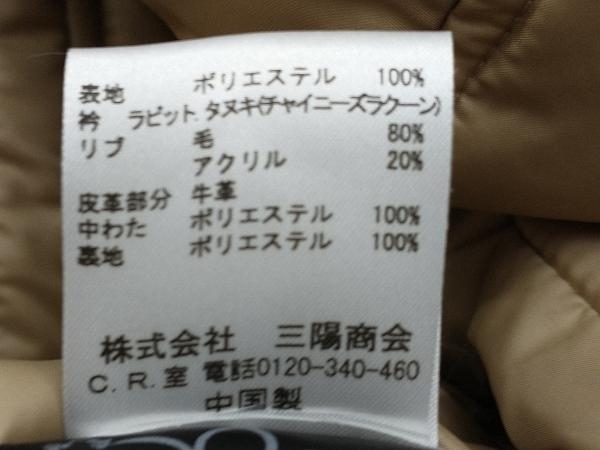 表地 ポリエステル 100%
衿 ラビット.タヌキ(チャイニーズラクーン)
リブ 毛 80%
アクリル 20%
皮革部分 牛革
中わた ポリエステル 100%
裏地 ポリエステル 100%
株式会社 三陽商会
C.R.室 電話0120-340-460
中国製